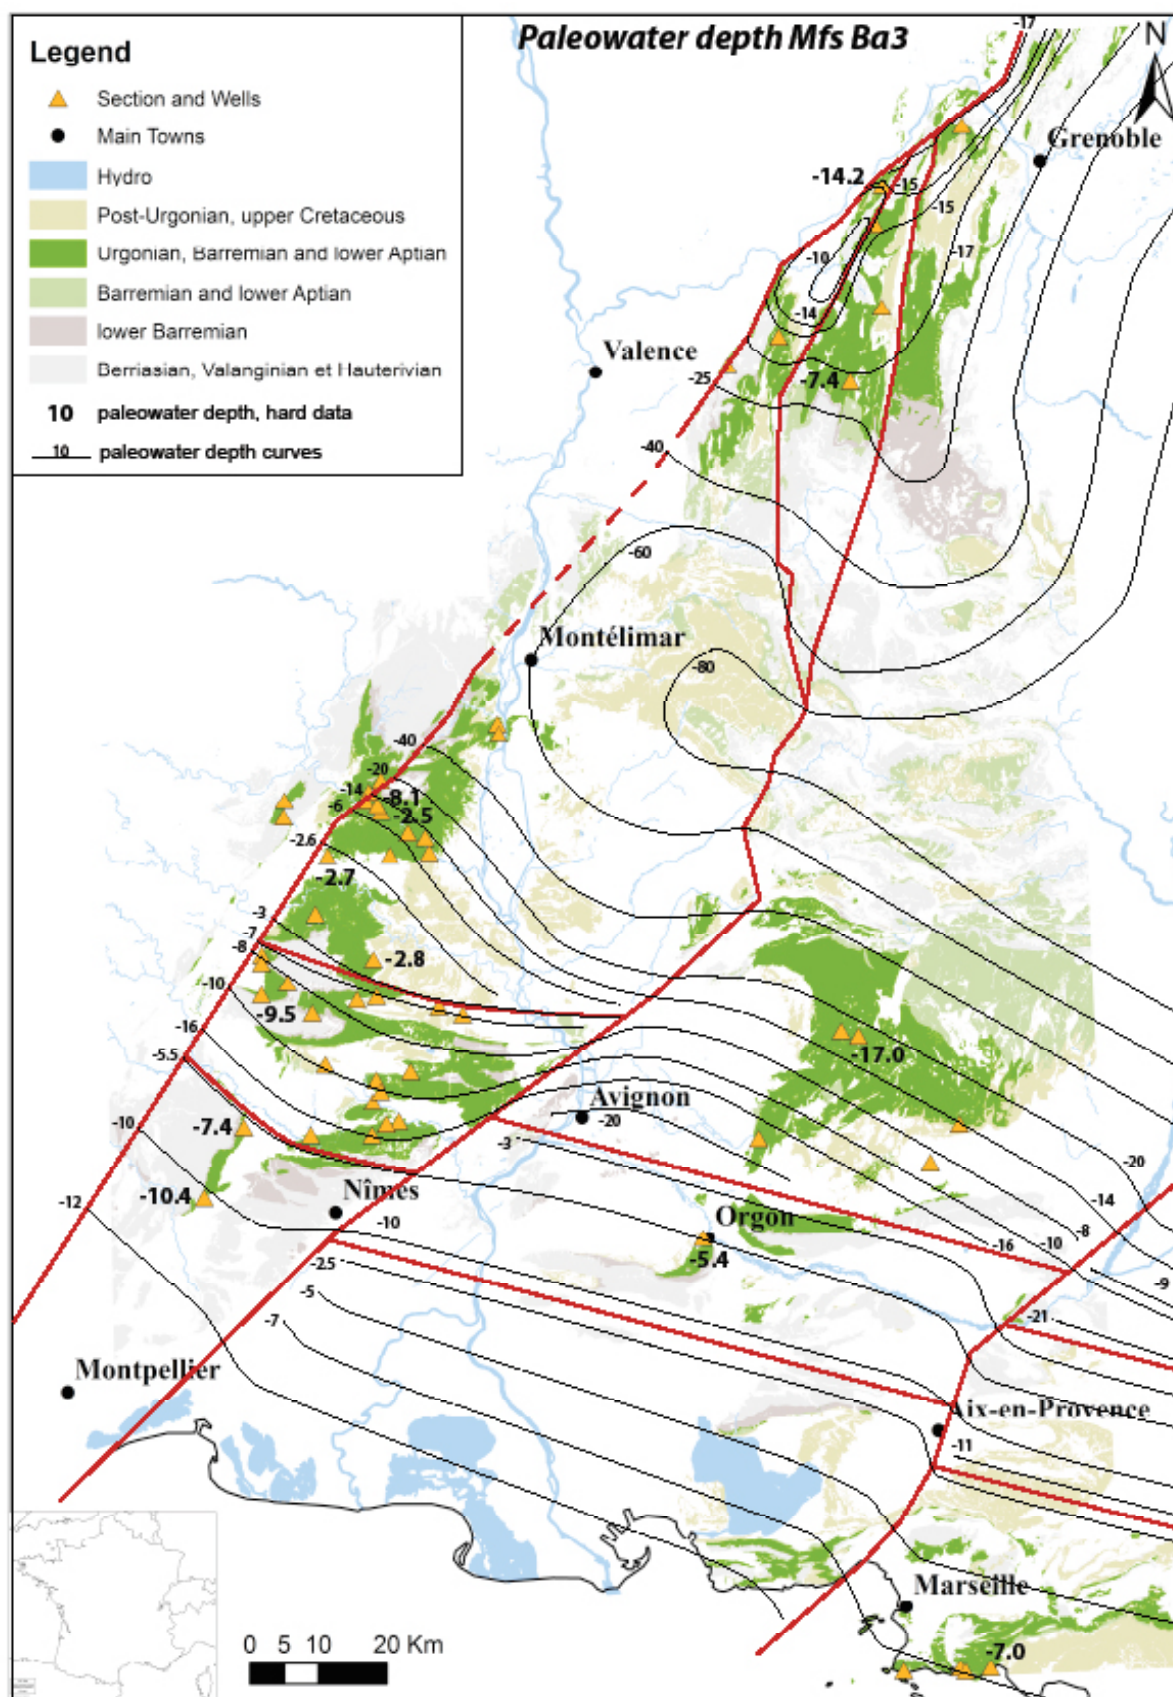 Paleowater depth Mfs Ba3
-17
N
Legend
Section and Wells
Main Towns
Hydro
Post-Urgonian, upper Cretaceous
Urgonian, Barremian and lower Aptian
Barremian and lower Aptian
lower Barremian
Berriasian, Valanginian et Hauterivian
10 paleowater depth, hard data
10 paleowater depth curves
Grenoble
-14.2
-15
-15
-17
-10
-14
Valence
-25
-7.4
-40
-60
Montélimar
-80
-40
-20
-14
-8.1
-6
-2.5
-2.6
-2.7
-3
-7
-8
-2.8
-10
-9.5
-16
-17.0
-5.5
Avignon
-20
-10
-7.4
-3
-20
-10.4
Nîmes
-14
-12
-10
Orgon
-8
-10
-16
-5.4
-2.5
-9
-5
-7
-21
Montpellier
Aix-en-Provence
-11
Marseille
0 5 10 20 Km
-7.0